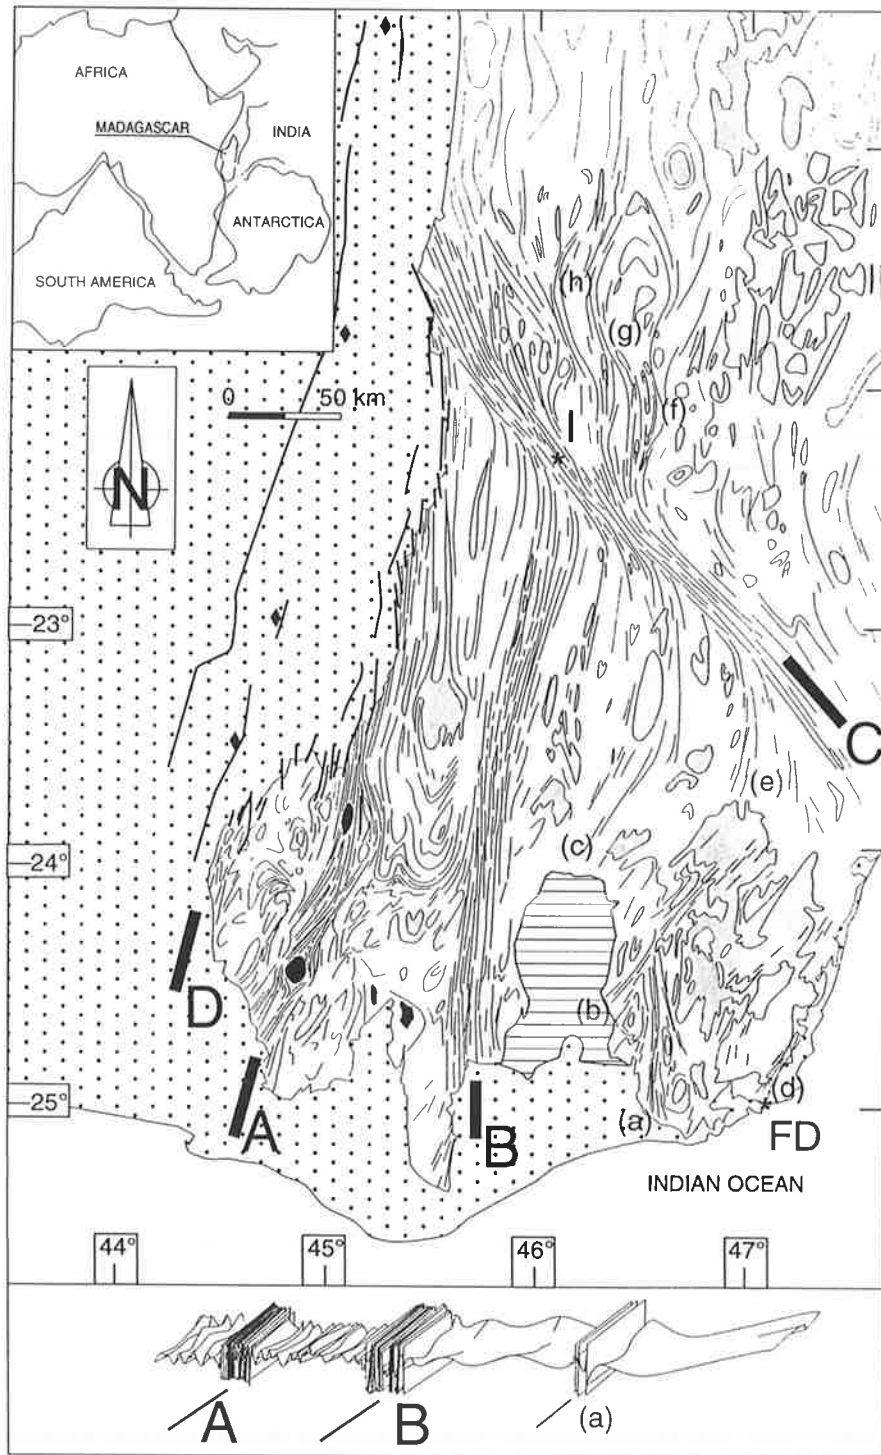 AFRICA
MADAGASCAR
INDIA
ANTARCTICA
SOUTH AMERICA
N
0 50 km
(h)
(g)
(f)
I
23°
C
(e)
(c)
24°
D
(b)
25°
A
B
(a)
(d)
FD
INDIAN OCEAN
44° 45° 46° 47°
A B (a)